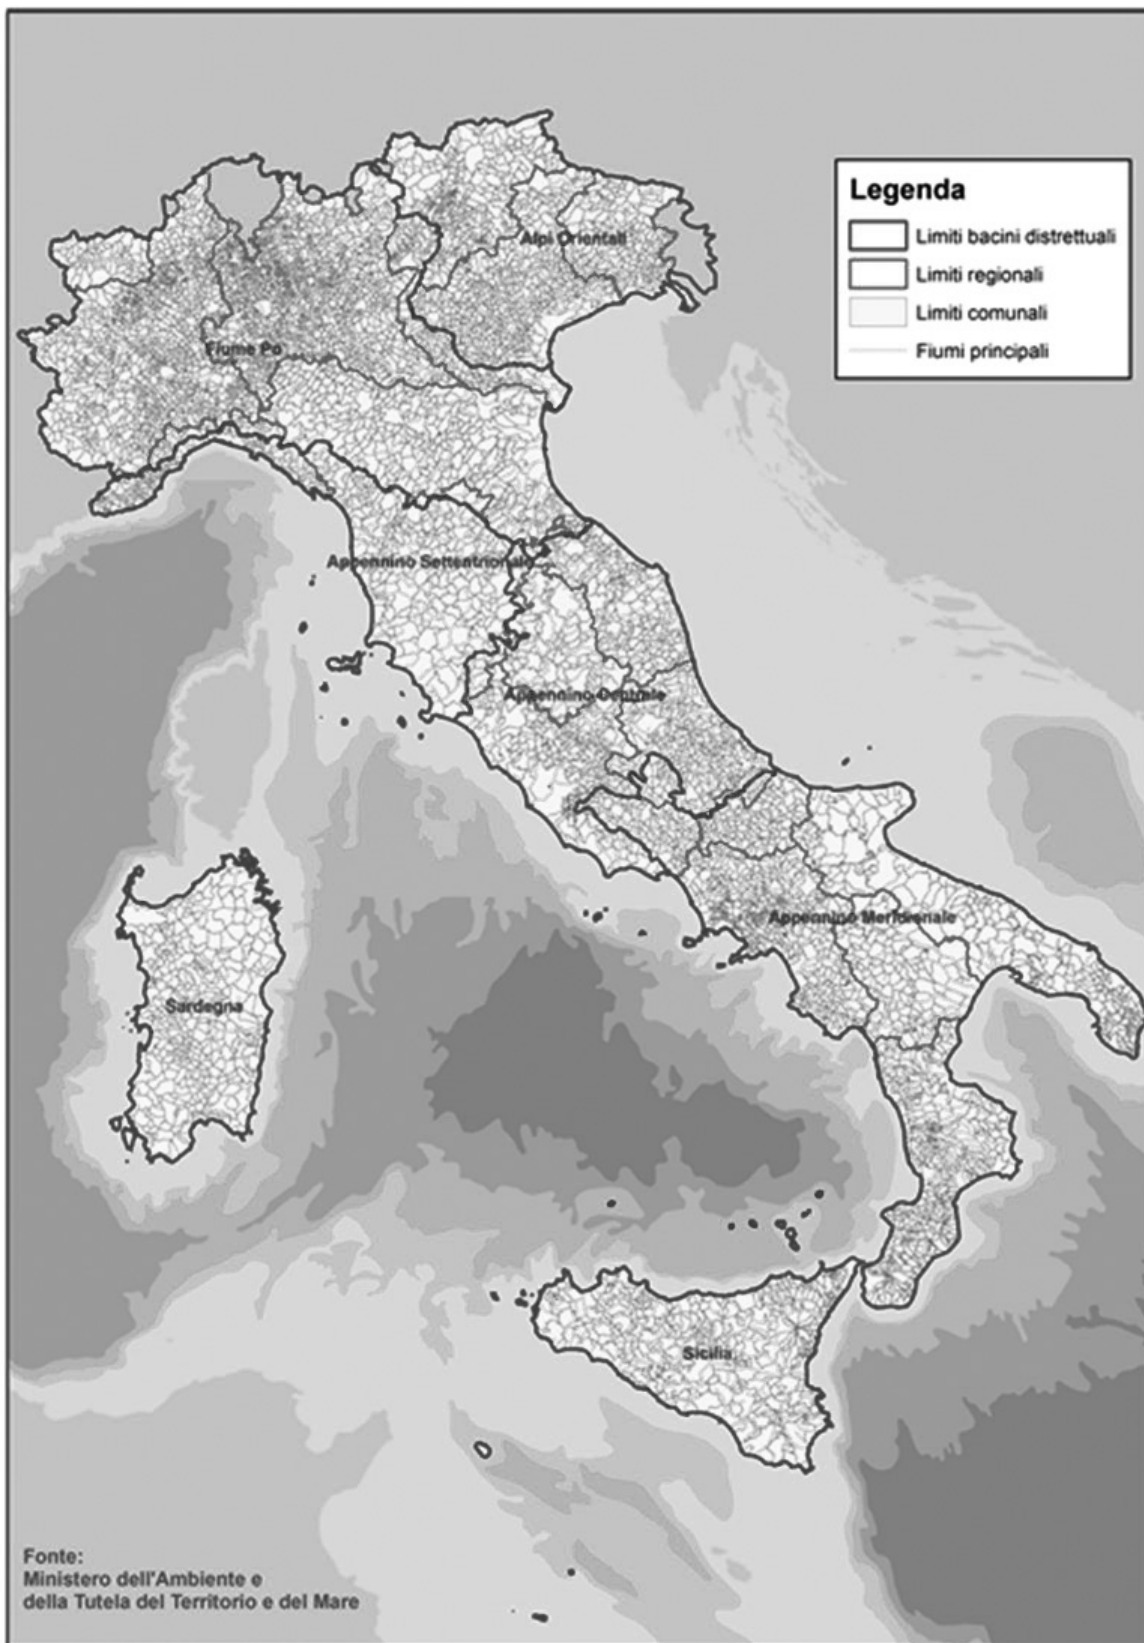 Legenda
Limiti bacini distrettuali
Limiti regionali
Limiti comunali
Fiumi principali
Alpi Orientali
Fiume Po
Appennino Settentrionale
Appennino Centrale
Appennino Meridionale
Sardegna
Sicilia
Fonte:
Ministero dell'Ambiente e
della Tutela del Territorio e del Mare